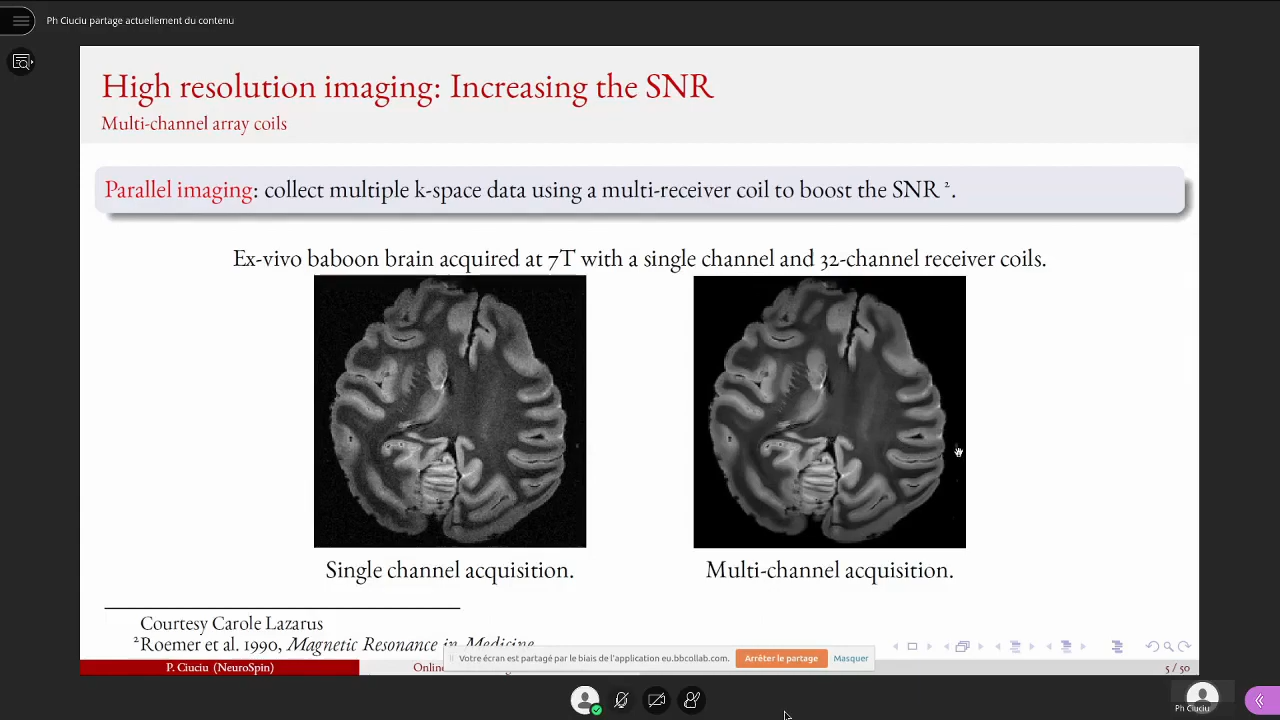 Ph Ciuciu partage actuellement du contenu
High resolution imaging: Increasing the SNR
Multi-channel array coils
Parallel imaging: collect multiple k-space data using a multi-receiver coil to boost the SNR ².
Ex-vivo baboon brain acquired at 7T with a single channel and 32-channel receiver coils.
Single channel acquisition.
Multi-channel acquisition.
Courtesy Carole Lazarus
²Roemer et al. 1990, Magnetic Resonance in Medicine
Votre écran est partagé par le biais de l'application eu.bbcollab.com.
Arrêter le partage
Masquer
P. Ciuciu (NeuroSpin)
5 / 50
Ph Ciuciu